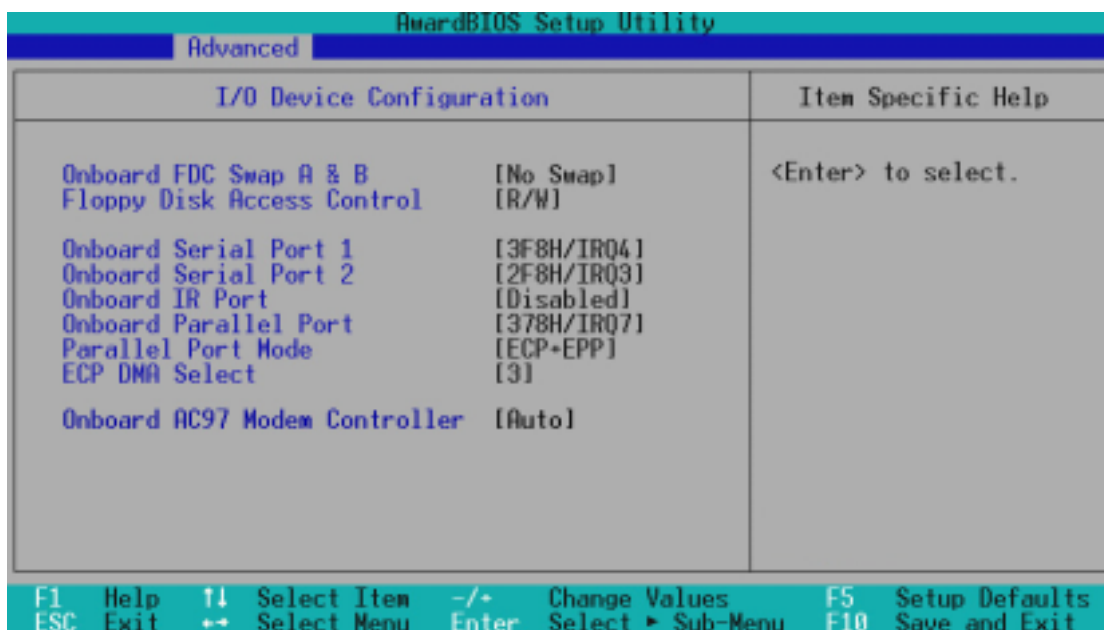 AwardBIOS Setup Utility
Advanced
I/O Device Configuration
Item Specific Help
Onboard FDC Swap A & B [No Swap]
Floppy Disk Access Control [R/W]
Onboard Serial Port 1 [3F8H/IRQ4]
Onboard Serial Port 2 [2F8H/IRQ3]
Onboard IR Port [Disabled]
Onboard Parallel Port [378H/IRQ7]
Parallel Port Mode [ECP+EPP]
ECP DMA Select [3]
Onboard AC97 Modem Controller [Auto]
<Enter> to select.
F1 Help ↑↓ Select Item -/+ Change Values F5 Setup Defaults
ESC Exit ←→ Select Menu Enter Select ► Sub-Menu F10 Save and Exit